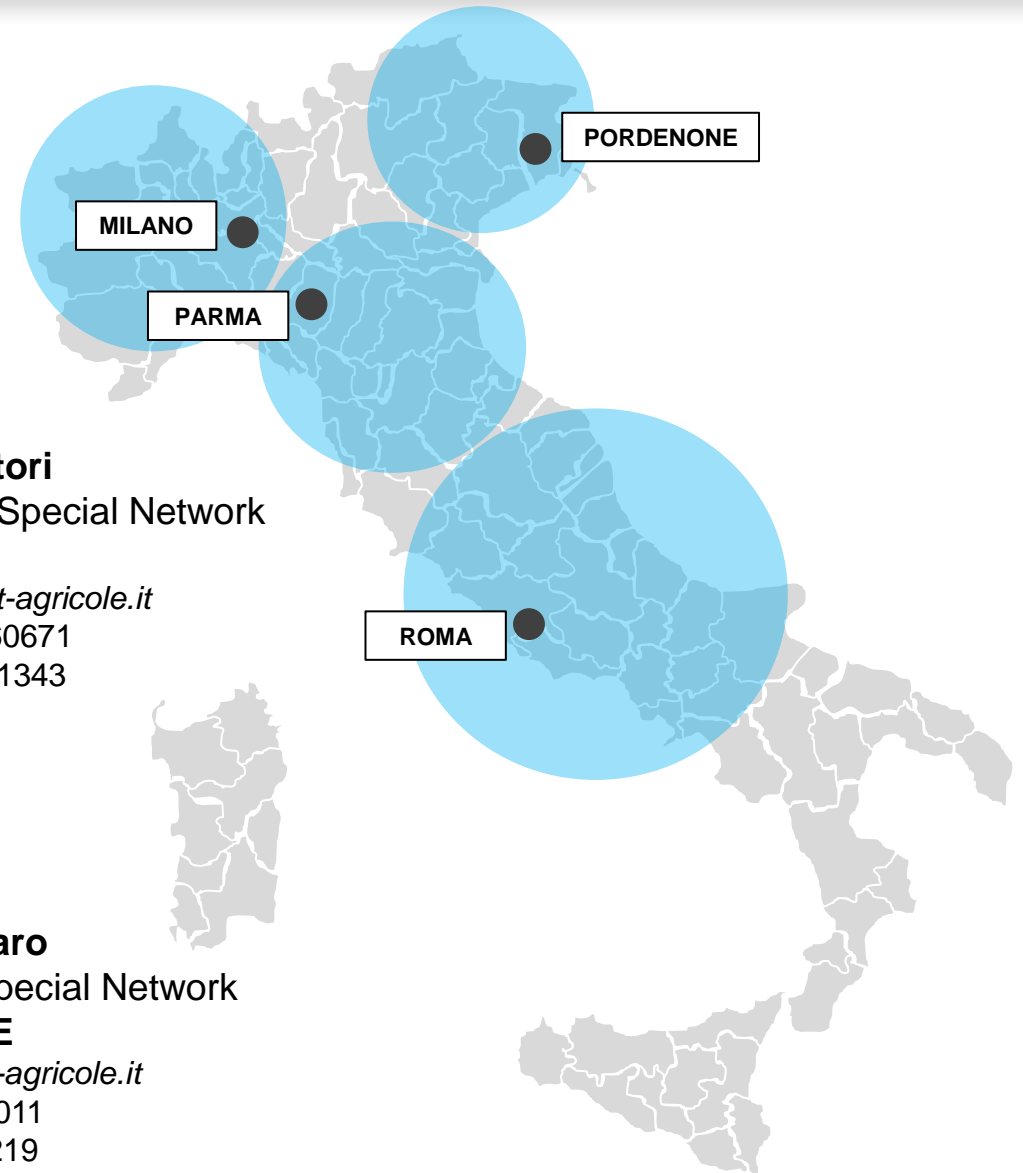 PORDENONE
MILANO
PARMA
tori
Special Network
t-agricole.it
60671
1343
ROMA
aro
pecial Network
E
-agricole.it
011
219